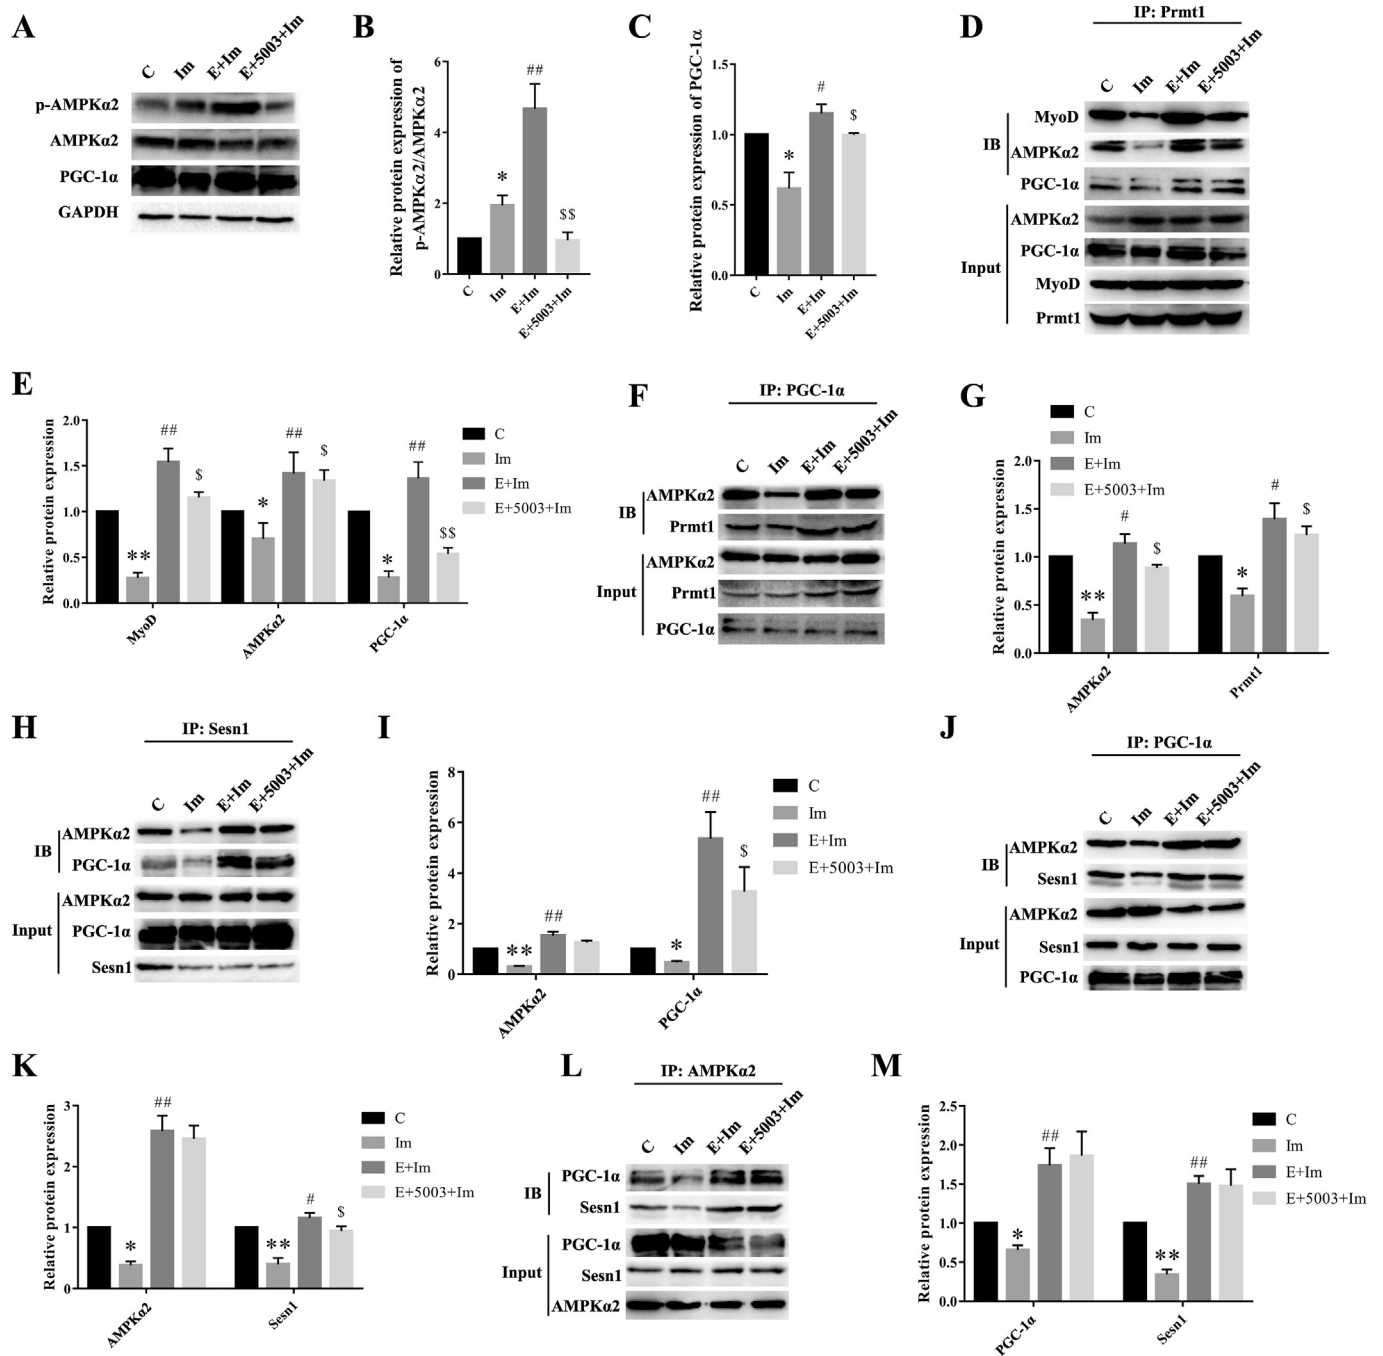 A
C Im E+Im E+5003+Im
p-AMPKα2
AMPKα2
PGC-1α
GAPDH
B
Relative protein expression of
p-AMPKα2/AMPKα2
6
4
2
0
* ## $$
C Im E+Im E+5003+Im
C
Relative protein expression of PGC-1α
1.5
1.0
0.5
0.0
* # $
C Im E+Im E+5003+Im
D
IP: Prmt1
C Im E+Im E+5003+Im
IB
MyoD
AMPKα2
PGC-1α
Input
AMPKα2
PGC-1α
MyoD
Prmt1
E
Relative protein expression
2.0
1.5
1.0
0.5
0.0
** ## $ * ## $ * ## $$
MyoD AMPKα2 PGC-1α
C
Im
E+Im
E+5003+Im
F
IP: PGC-1α
C Im E+Im E+5003+Im
IB
AMPKα2
Prmt1
Input
AMPKα2
Prmt1
PGC-1α
G
C
Im
E+Im
E+5003+Im
Relative protein expression
2.0
1.5
1.0
0.5
0.0
** # $ * # $
AMPKα2 Prmt1
H
IP: Sesn1
C Im E+Im E+5003+Im
IB
AMPKα2
PGC-1α
Input
AMPKα2
PGC-1α
Sesn1
I
Relative protein expression
8
6
4
2
0
** ## * ## $
AMPKα2 PGC-1α
C
Im
E+Im
E+5003+Im
J
IP: PGC-1α
C Im E+Im E+5003+Im
IB
AMPKα2
Sesn1
Input
AMPKα2
Sesn1
PGC-1α
K
Relative protein expression
3
2
1
0
* ## ** # $
AMPKα2 Sesn1
C
Im
E+Im
E+5003+Im
L
IP: AMPKα2
C Im E+Im E+5003+Im
IB
PGC-1α
Sesn1
Input
PGC-1α
Sesn1
AMPKα2
M
Relative protein expression
2.5
2.0
1.5
1.0
0.5
0.0
* ## ** ##
PGC-1α Sesn1
C
Im
E+Im
E+5003+Im